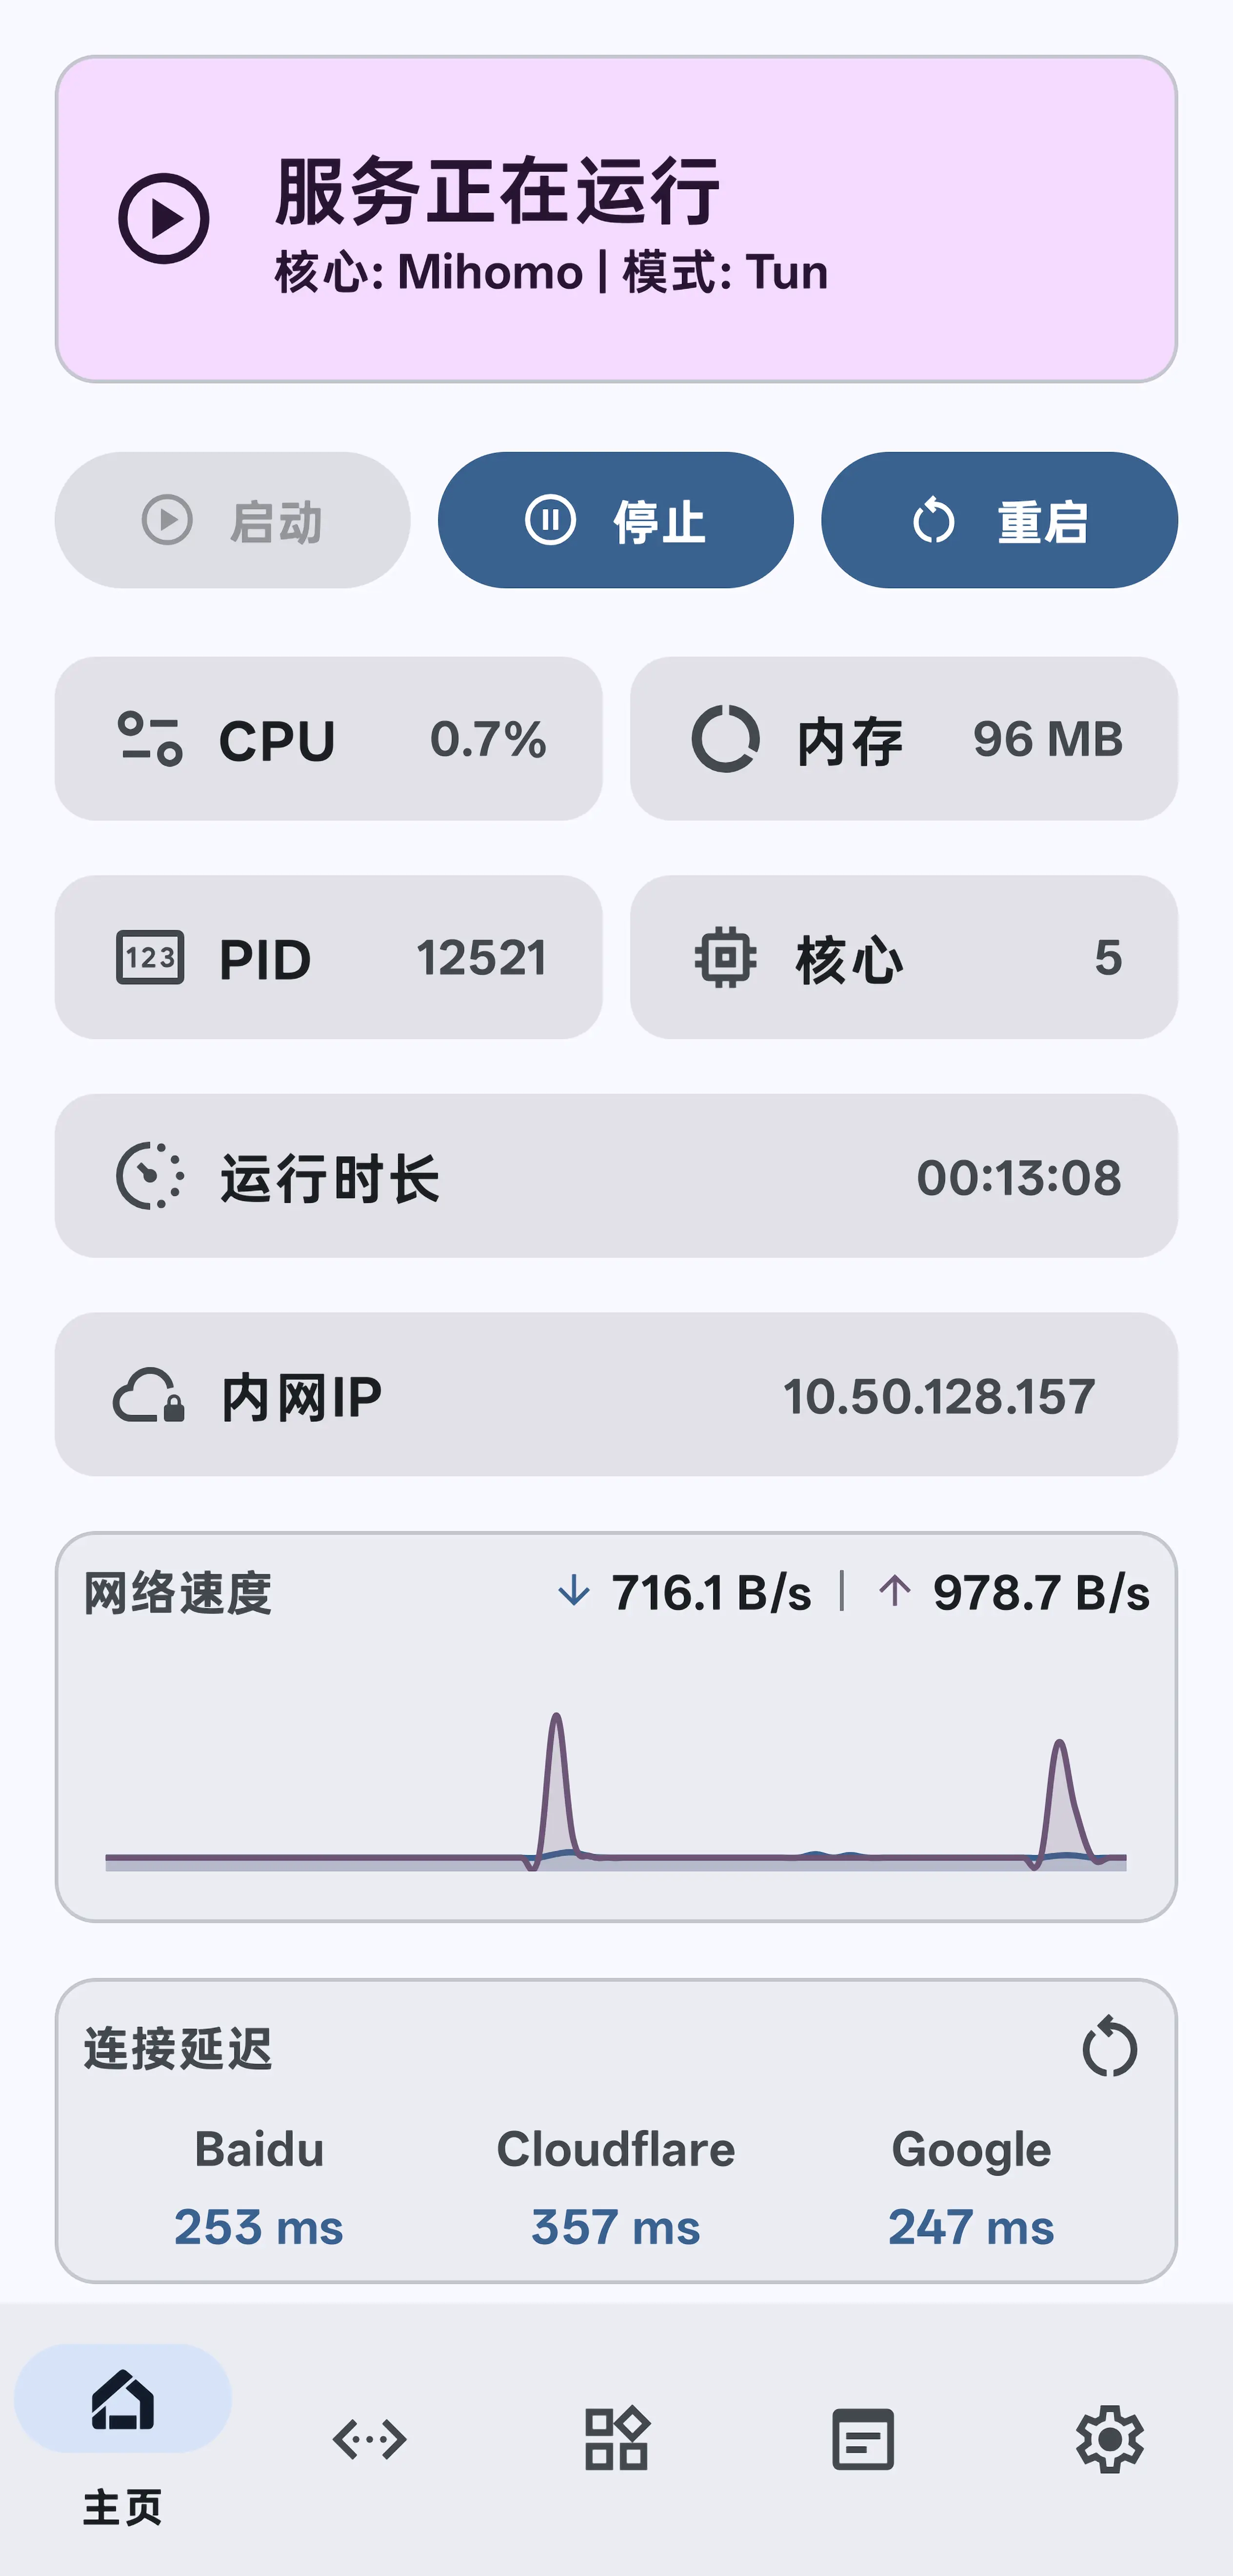 服务正在运行
核心: Mihomo | 模式: Tun
启动 停止 重启
CPU 0.7% 内存 96 MB
123 PID 12521 核心 5
运行时长 00:13:08
内网IP 10.50.128.157
网络速度 ↓ 716.1 B/s | ↑ 978.7 B/s
连接延迟
Baidu Cloudflare Google
253 ms 357 ms 247 ms
主页